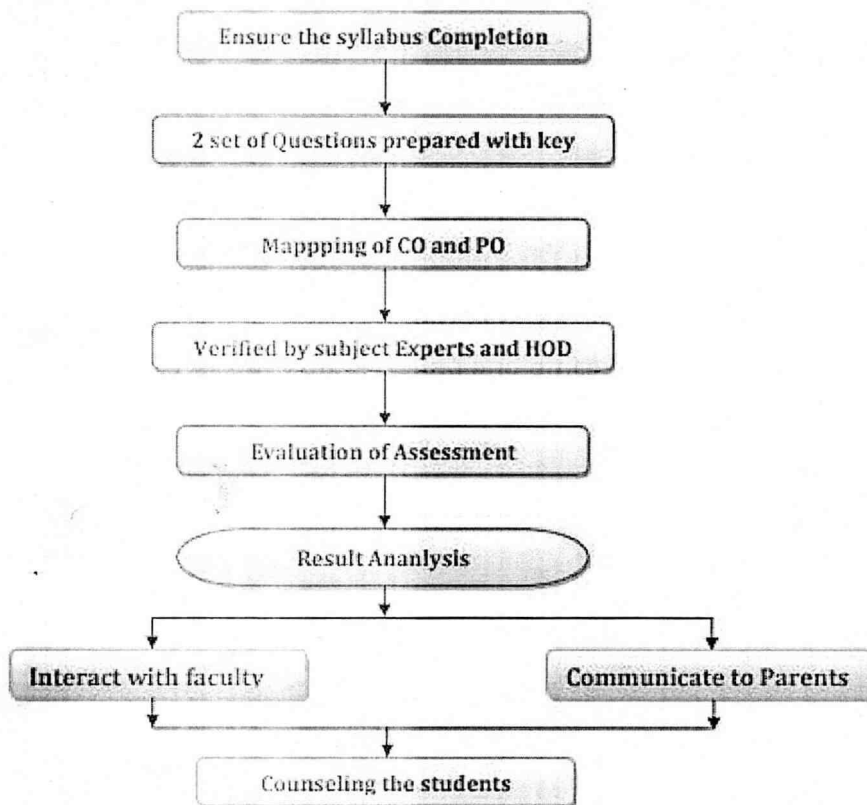 Ensure the syllabus Completion
2 set of Questions prepared with key
Mappping of CO and PO
Verified by subject Experts and HOD
Evaluation of Assessment
Result Ananlysis
Interact with faculty
Communicate to Parents
Counseling the students